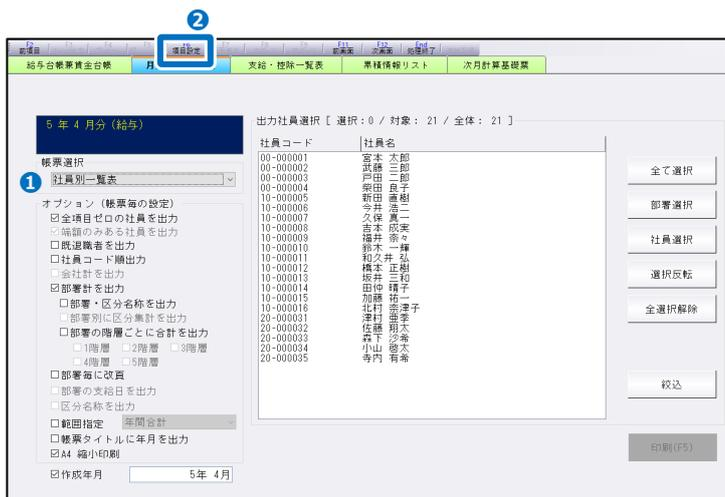 2
F2 F6 F11 F12 End
前項目 項目設定 前画面 次画面 処理終了
給与台帳兼賃金台帳 月 支給・控除一覧表 累積情報リスト 次月計算基礎票
5 年 4 月分 (給与)
帳票選択
1
社員別一覧表
オプション (帳票毎の設定)
☑全項目ゼロの社員を出力
☑端額のみある社員を出力
□既退職者を出力
□社員コード順出力
□会社計を出力
☑部署計を出力
□部署・区分名称を出力
□部署別に区分集計を出力
□部署の階層ごとに合計を出力
□1階層 □2階層 □3階層
□4階層 □5階層
□部署毎に改頁
□部署の支給日を出力
□区分名称を出力
□範囲指定 年間合計
□帳票タイトルに年月を出力
☑A4 縮小印刷
☑作成年月 5年 4月
出力社員選択 [ 選択:0 / 対象: 21 / 全体: 21 ]
社員コード 社員名
00-000001 宮本 太郎
00-000002 武藤 三郎
00-000003 戸田 二郎
00-000004 柴田 良子
10-000005 新田 直樹
10-000006 今井 浩二
10-000007 久保 真一
10-000008 吉本 成実
10-000009 福井 奈々
10-000010 鈴木 一輝
10-000011 和久井 弘
10-000012 橋本 正樹
10-000013 坂井 三和
10-000014 田仲 晴子
10-000015 加藤 祐一
10-000016 北村 奈津子
20-000031 津村 亜季
20-000032 佐藤 翔太
20-000033 森下 沙希
20-000034 小山 啓太
20-000035 寺内 有希
全て選択
部署選択
社員選択
選択反転
全選択解除
絞込
印刷(F5)